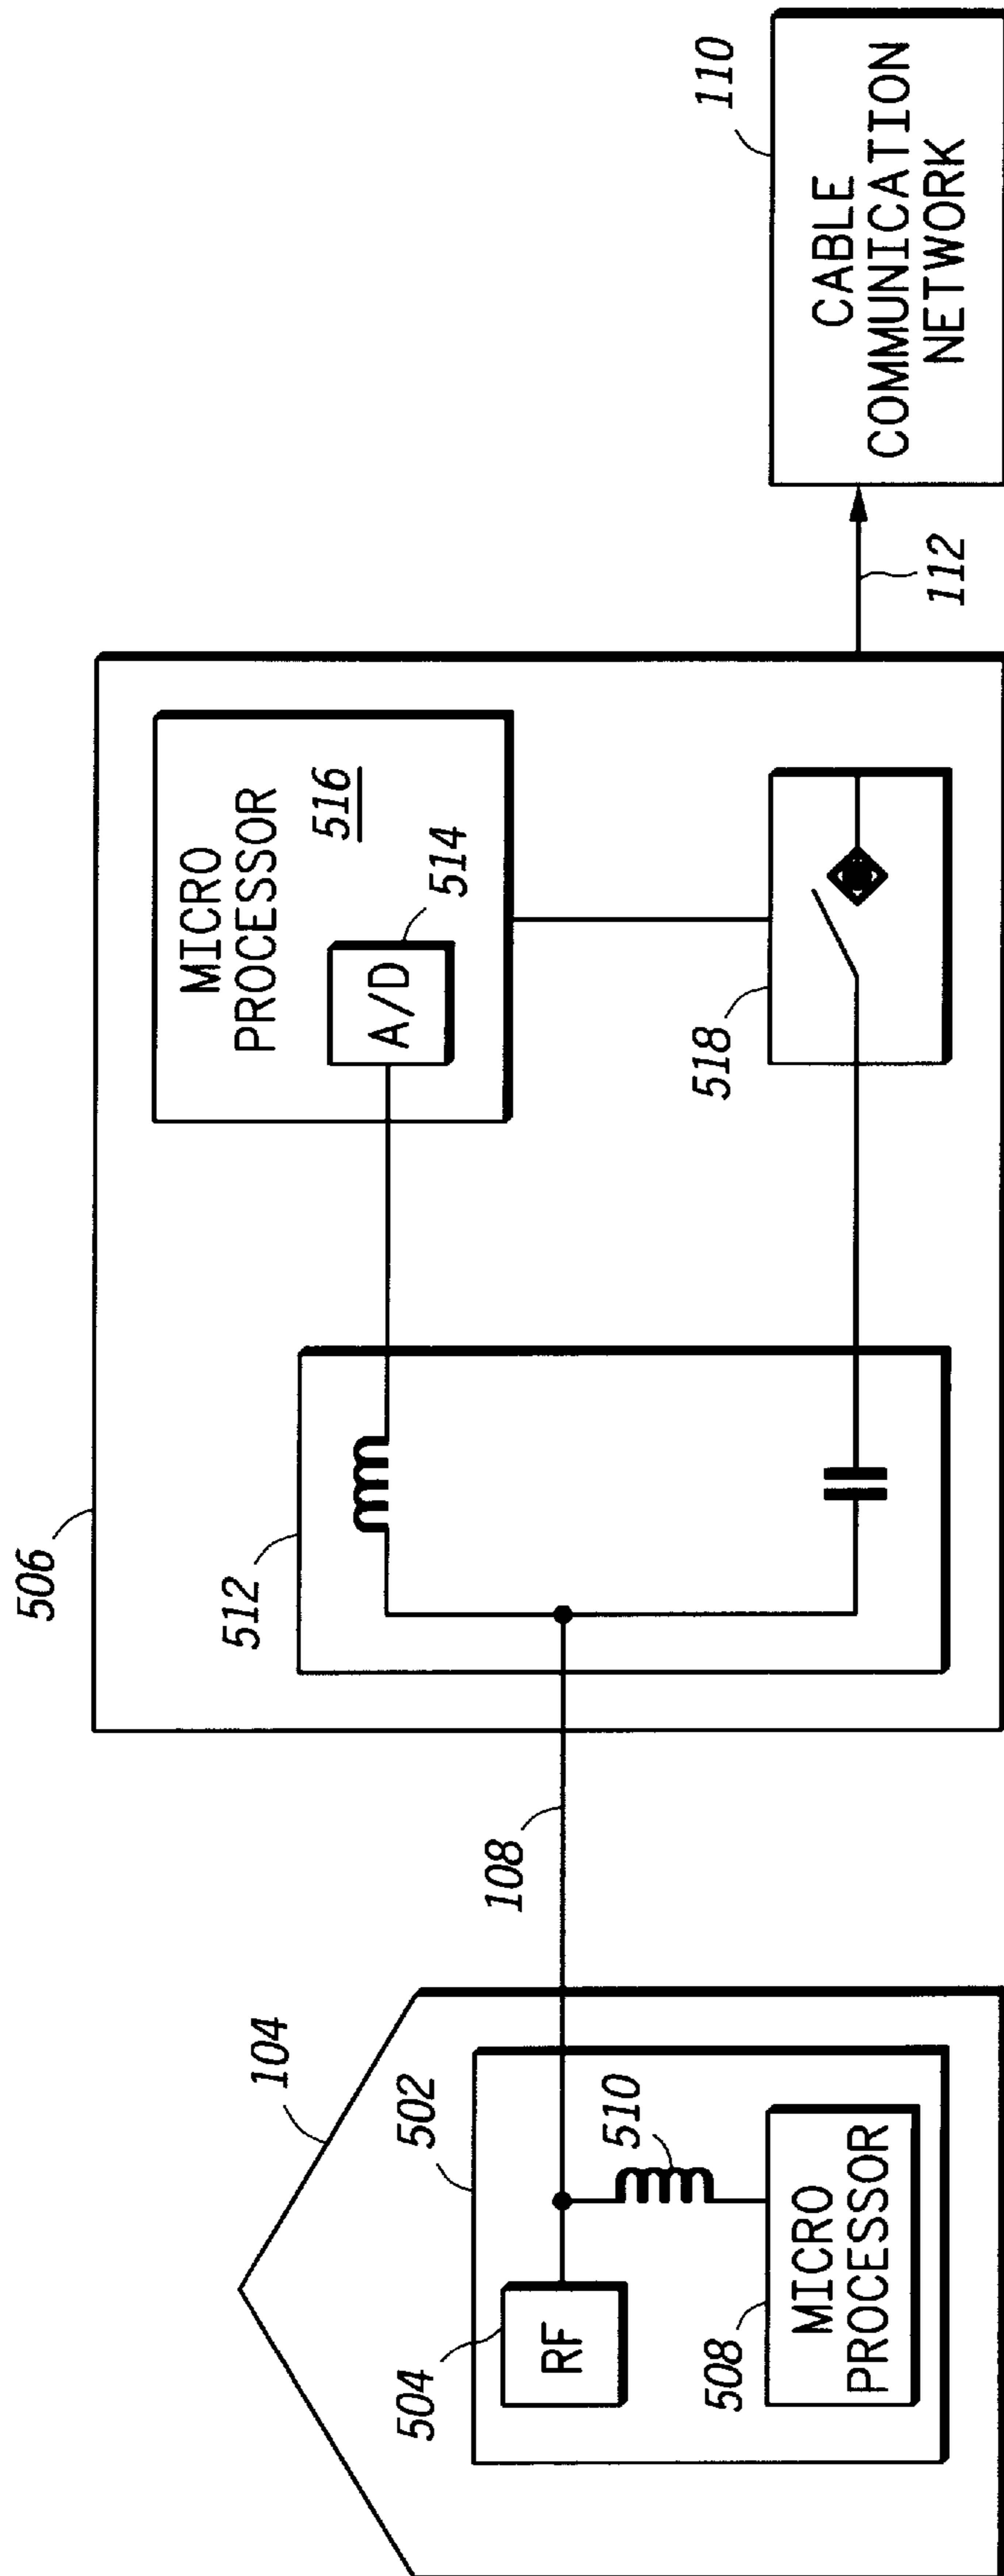 104
502
504
RF
510
508
MICRO
PROCESSOR
108
506
512
MICRO
PROCESSOR
516
514
A/D
518
112
110
CABLE
COMMUNICATION
NETWORK